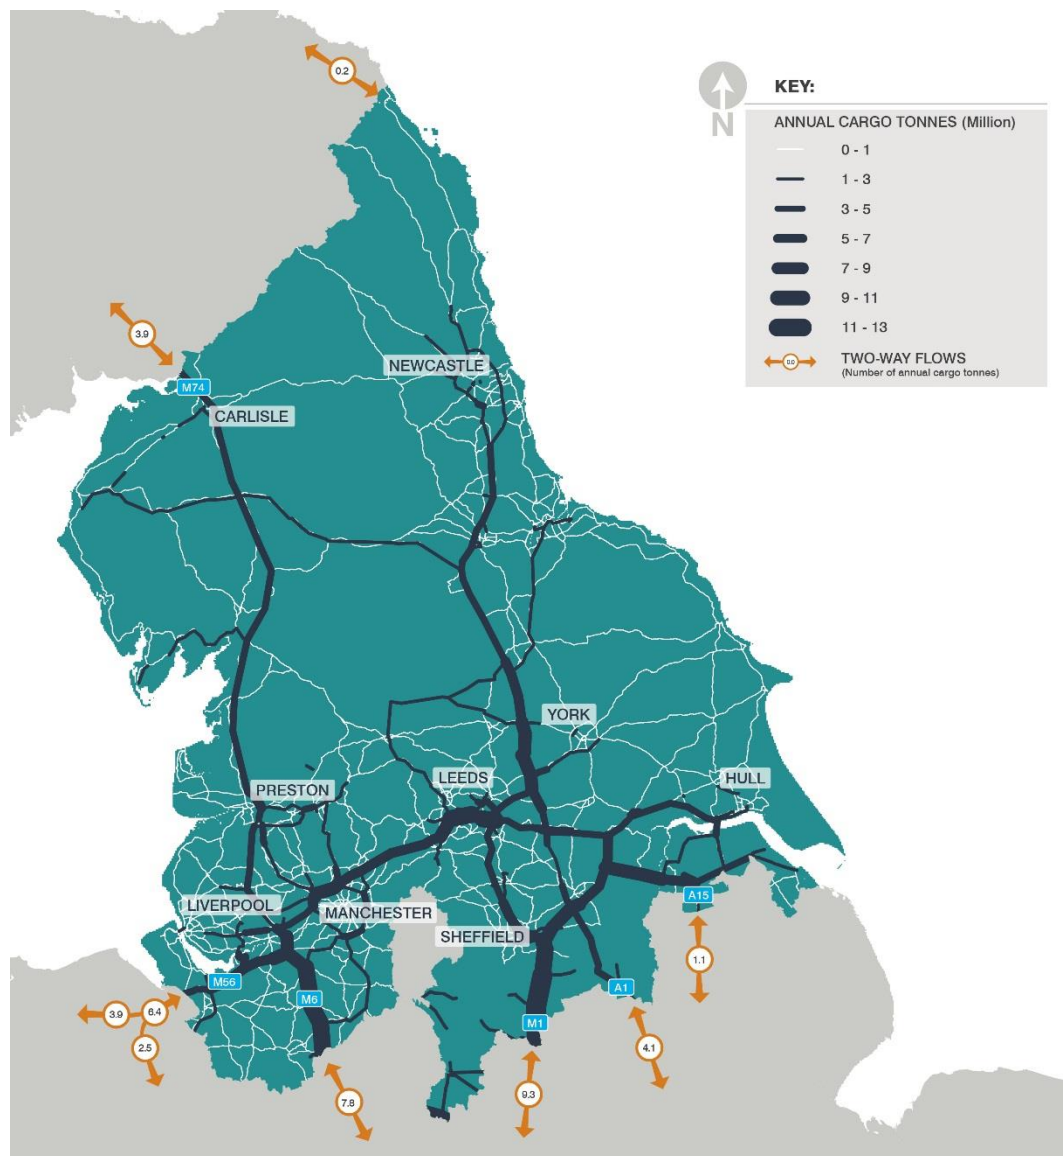 0.2
N
KEY:
ANNUAL CARGO TONNES (Million)
0 - 1
1 - 3
3 - 5
5 - 7
7 - 9
9 - 11
11 - 13
0.0
TWO-WAY FLOWS
(Number of annual cargo tonnes)
3.9
M74
NEWCASTLE
CARLISLE
YORK
LEEDS
HULL
PRESTON
LIVERPOOL
MANCHESTER
A15
SHEFFIELD
1.1
M56
M6
A1
M1
3.9
6.4
2.5
4.1
7.8
9.3